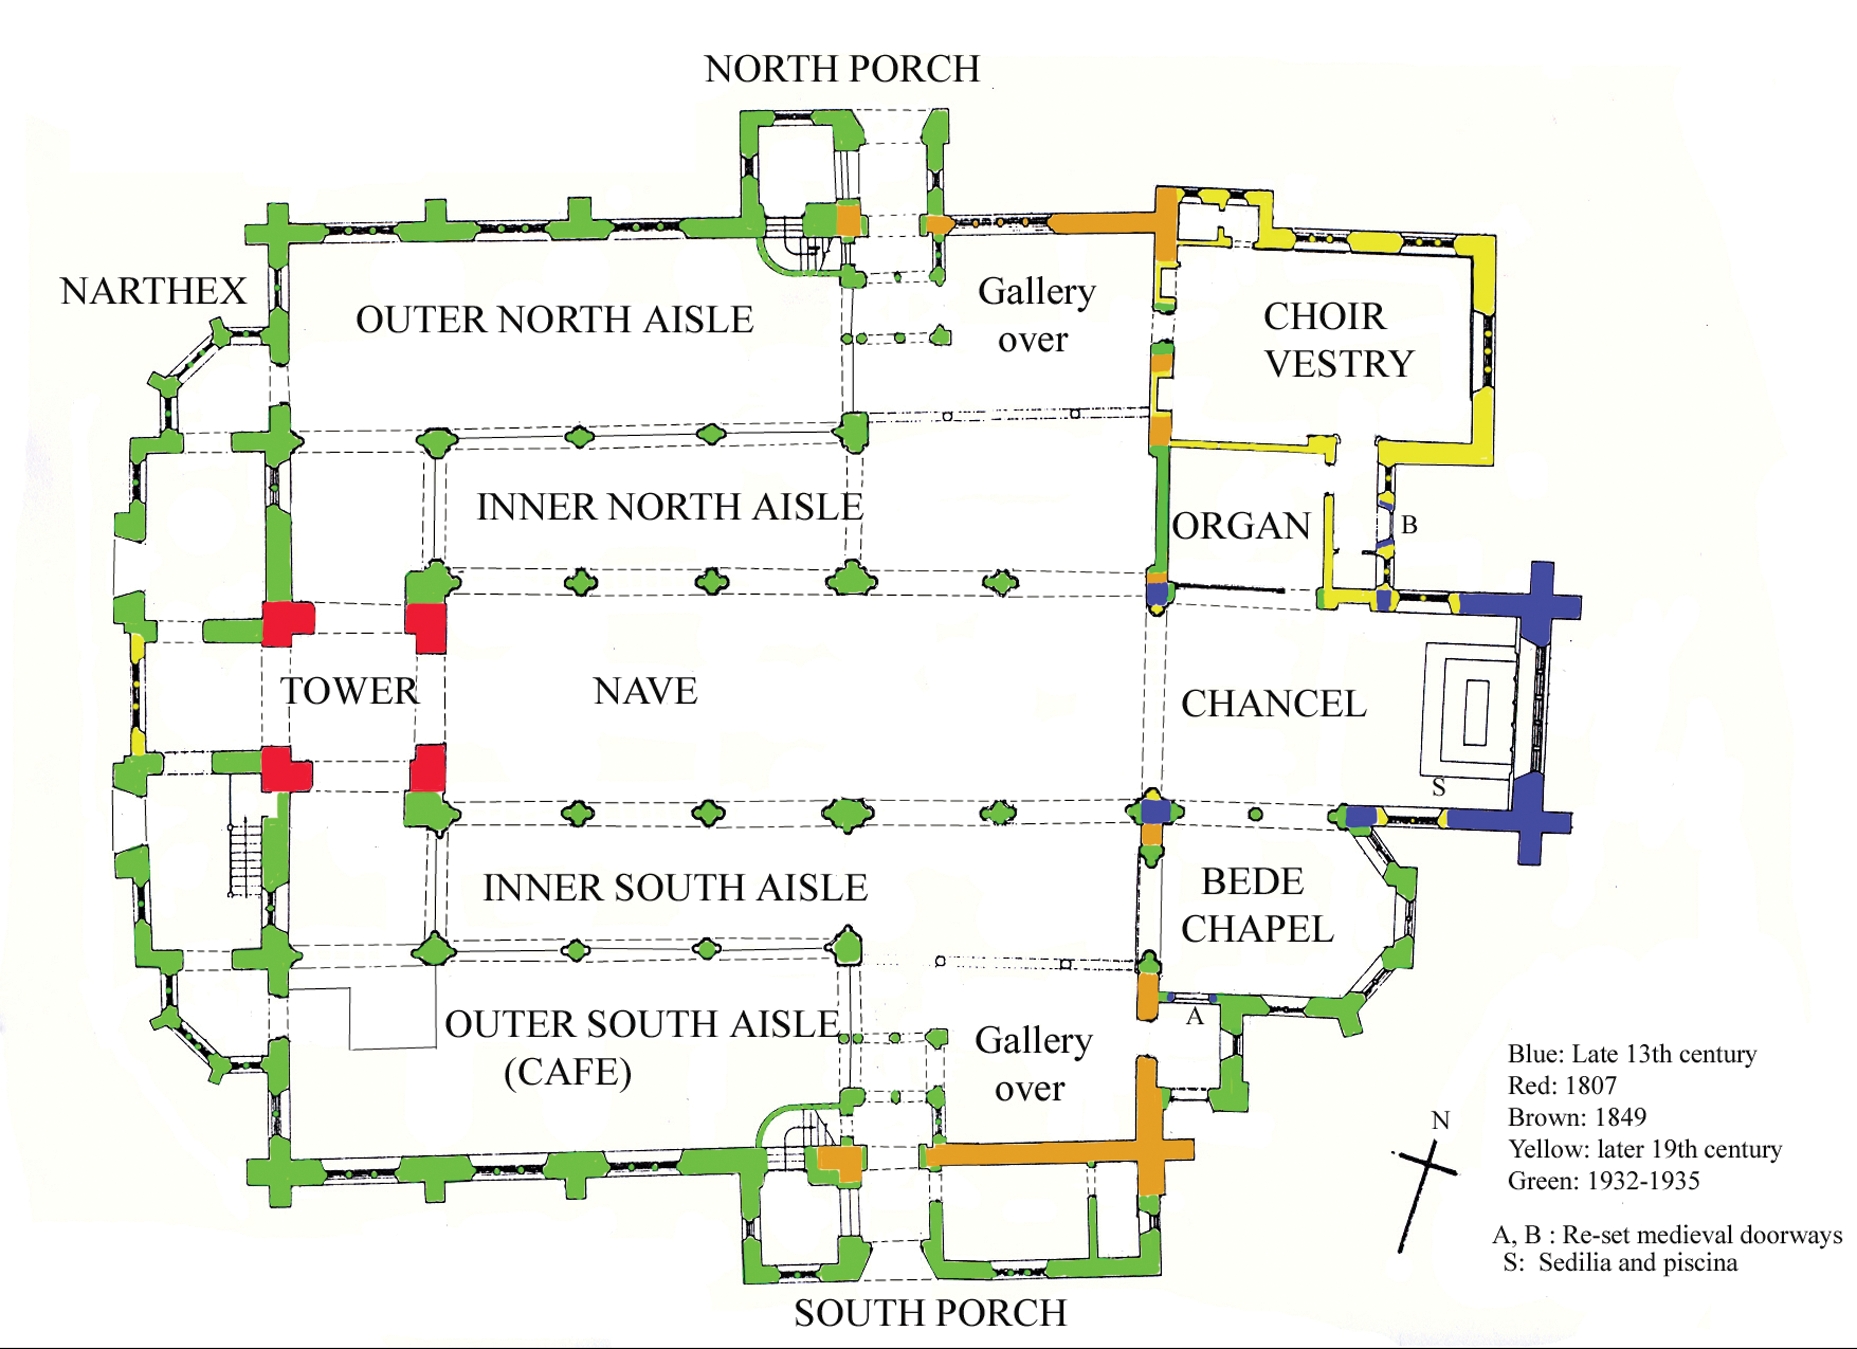 NORTH PORCH
NARTHEX
OUTER NORTH AISLE
Gallery
over
CHOIR
VESTRY
INNER NORTH AISLE
ORGAN
B
TOWER
NAVE
CHANCEL
S
INNER SOUTH AISLE
BEDE
CHAPEL
A
OUTER SOUTH AISLE
(CAFE)
Gallery
over
SOUTH PORCH
Blue: Late 13th century
Red: 1807
Brown: 1849
Yellow: later 19th century
Green: 1932-1935
N
A, B : Re-set medieval doorways
S: Sedilia and piscina